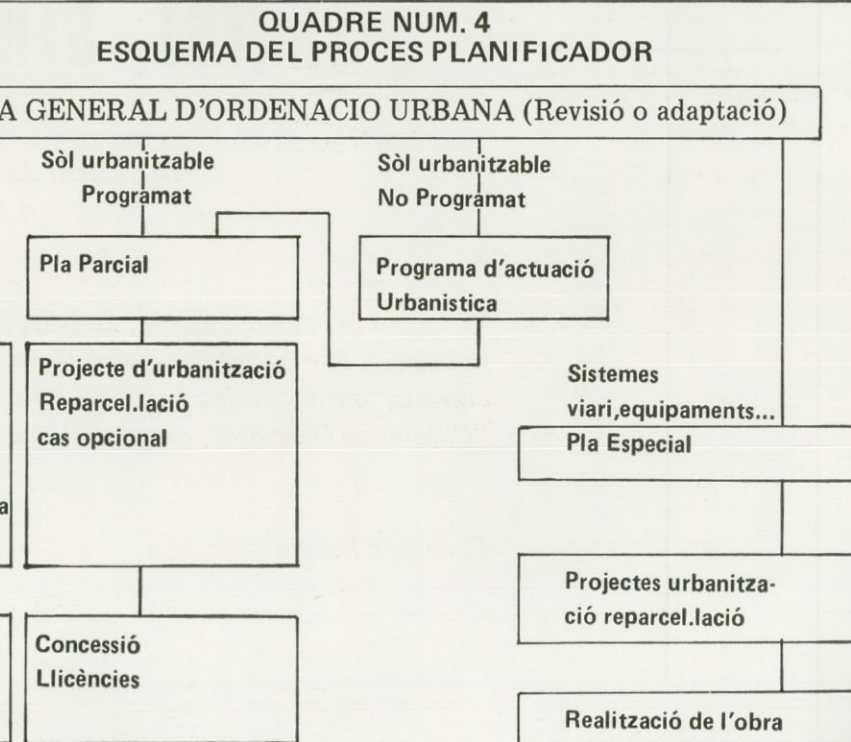 QUADRE NUM. 4
ESQUEMA DEL PROCES PLANIFICADOR
A GENERAL D'ORDENACIO URBANA (Revisió o adaptació)
Sòl urbanitzable
Programat
Sòl urbanitzable
No Programat
Pla Parcial
Programa d'actuació
Urbanistica
Projecte d'urbanització
Reparcel.lació
cas opcional
a
Concessió
Llicències
Sistemes
viari,equipaments...
Pla Especial
Projectes urbanitza-
ció reparcel.lació
Realització de l'obra